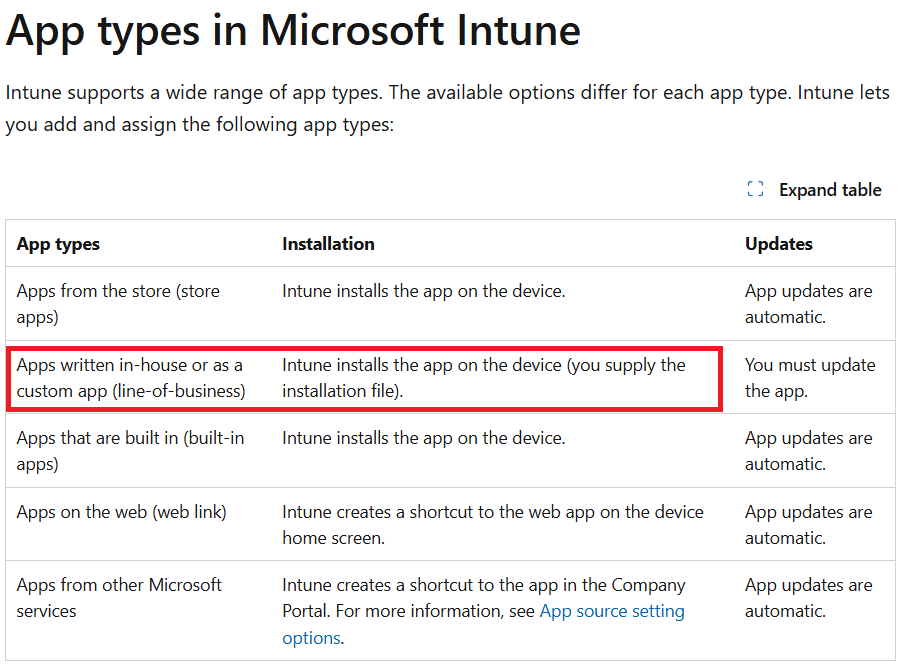 App types in Microsoft Intune
Intune supports a wide range of app types. The available options differ for each app type. Intune lets
you add and assign the following app types:
Expand table
App types Installation Updates
Apps from the store (store Intune installs the app on the device. App updates are
apps) automatic.
Apps written in-house or as a Intune installs the app on the device (you supply the You must update
custom app (line-of-business) installation file). the app.
Apps that are built in (built-in Intune installs the app on the device. App updates are
apps) automatic.
Apps on the web (web link) Intune creates a shortcut to the web app on the device App updates are
home screen. automatic.
Apps from other Microsoft Intune creates a shortcut to the app in the Company App updates are
services Portal. For more information, see App source setting automatic.
options.